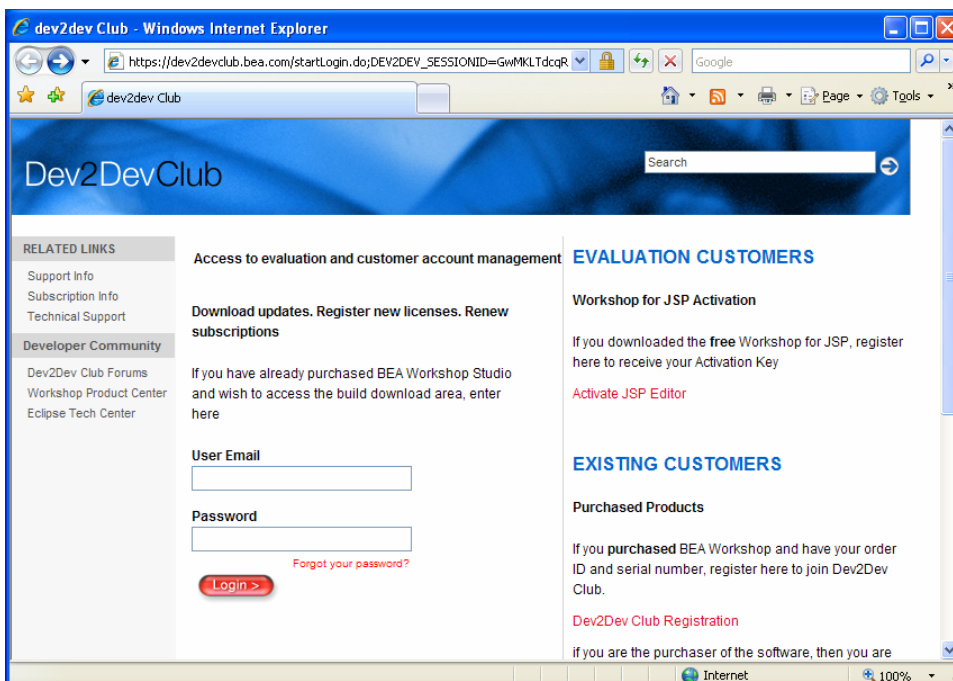 dev2dev Club - Windows Internet Explorer
https://dev2devclub.bea.com/startLogin.do;DEV2DEV_SESSIONID=GwMKLTdcqR
Google
dev2dev Club
Page
Tools
Dev2DevClub
Search
RELATED LINKS
Support Info
Subscription Info
Technical Support
Developer Community
Dev2Dev Club Forums
Workshop Product Center
Eclipse Tech Center
Access to evaluation and customer account management
Download updates. Register new licenses. Renew
subscriptions
If you have already purchased BEA Workshop Studio
and wish to access the build download area, enter
here
User Email
Password
Forgot your password?
Login >
EVALUATION CUSTOMERS
Workshop for JSP Activation
If you downloaded the free Workshop for JSP, register
here to receive your Activation Key
Activate JSP Editor
EXISTING CUSTOMERS
Purchased Products
If you purchased BEA Workshop and have your order
ID and serial number, register here to join Dev2Dev
Club.
Dev2Dev Club Registration
if you are the purchaser of the software, then you are
Internet
100%